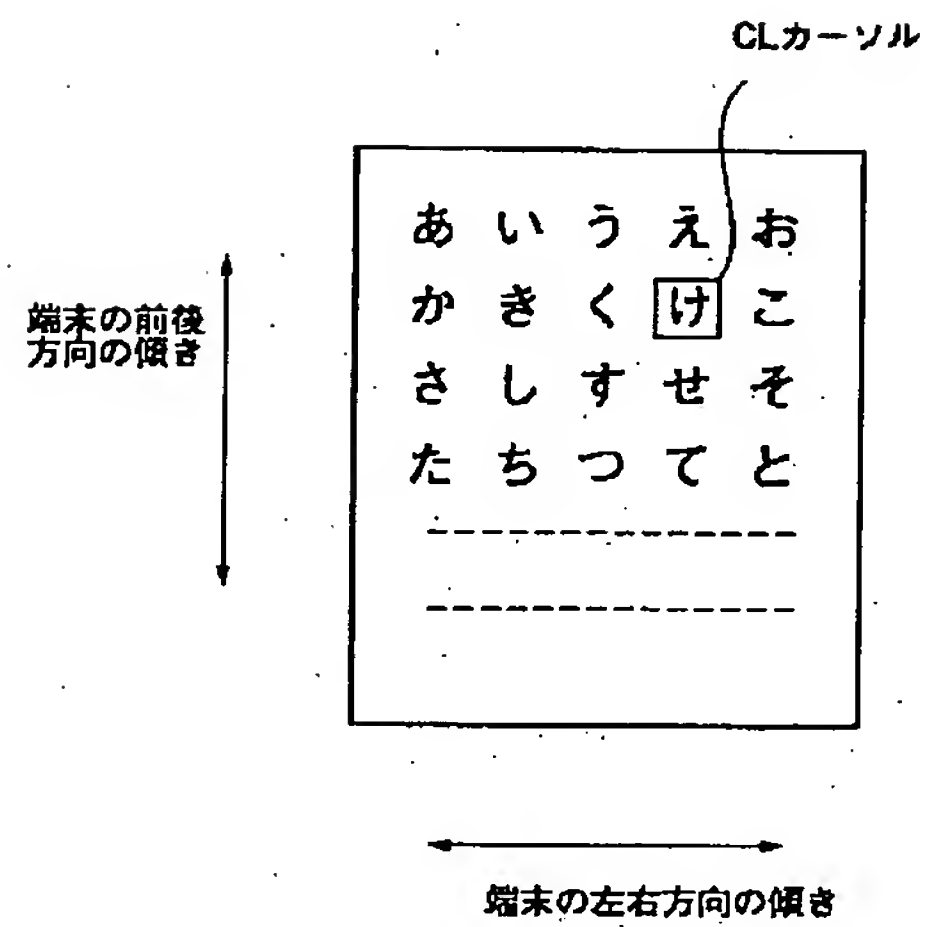 CLカーソル
あ い う え お
か き く け こ
さ し す せ そ
た ち つ て と
端末の前後
方向の傾き
端末の左右方向の傾き